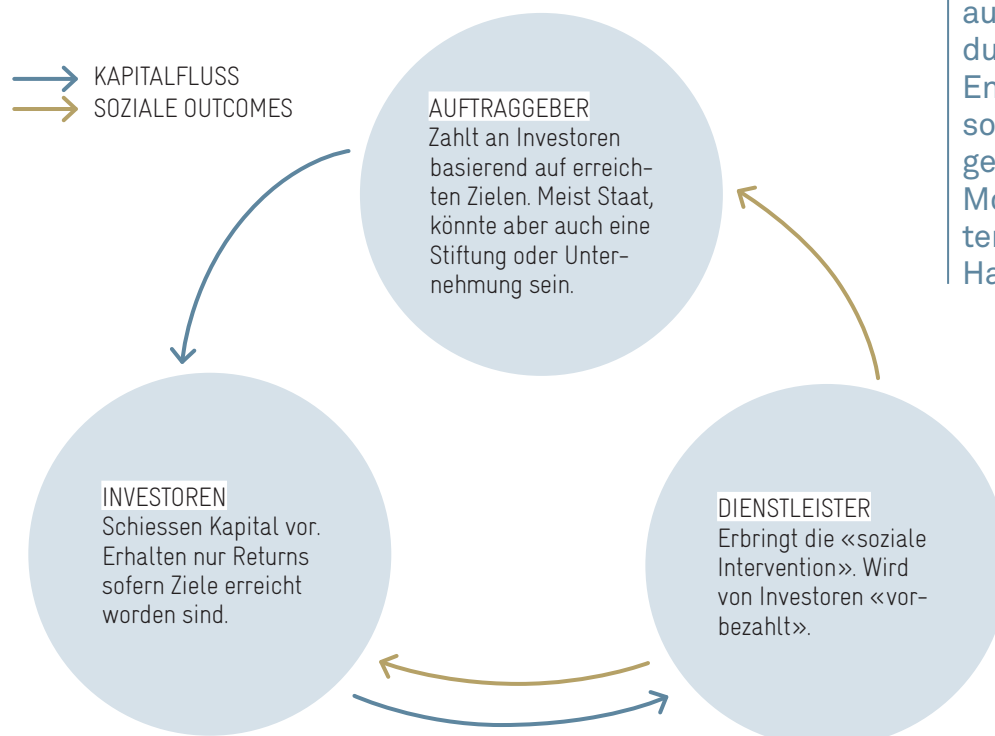 KAPITALFLUSS
SOZIALE OUTCOMES
AUFTRAGGEBER
Zahlt an Investoren
basierend auf erreich-
ten Zielen. Meist Staat,
könnte aber auch eine
Stiftung oder Unter-
nehmung sein.
INVESTOREN
Schiessen Kapital vor.
Erhalten nur Returns
sofern Ziele erreicht
worden sind.
DIENSTLEISTER
Erbringt die «soziale
Intervention». Wird
von Investoren «vor-
bezahlt».